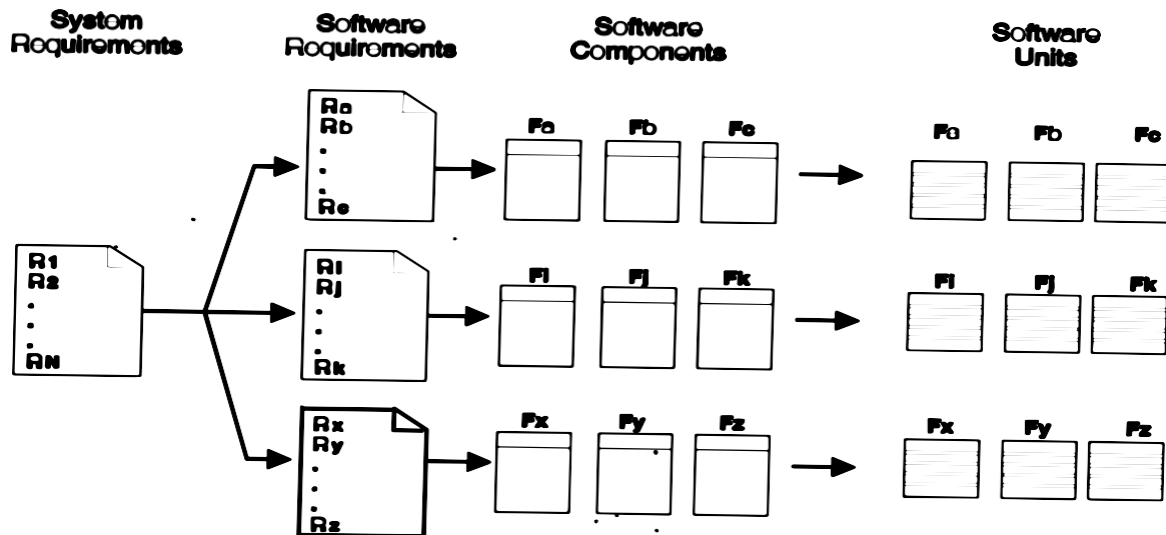 System
Requirements
Software
Requirements
Software
Components
Software
Units
R1
R2
.
.
.
RN
Ra
Rb
.
.
.
Rc
Fa Fb Fc
Fa Fb Fc
Ri
Rj
.
.
.
Rk
Fi Fj Fk
Fi Fj Fk
Rx
Ry
.
.
.
Rz
Fx Fy Fz
Fx Fy Fz